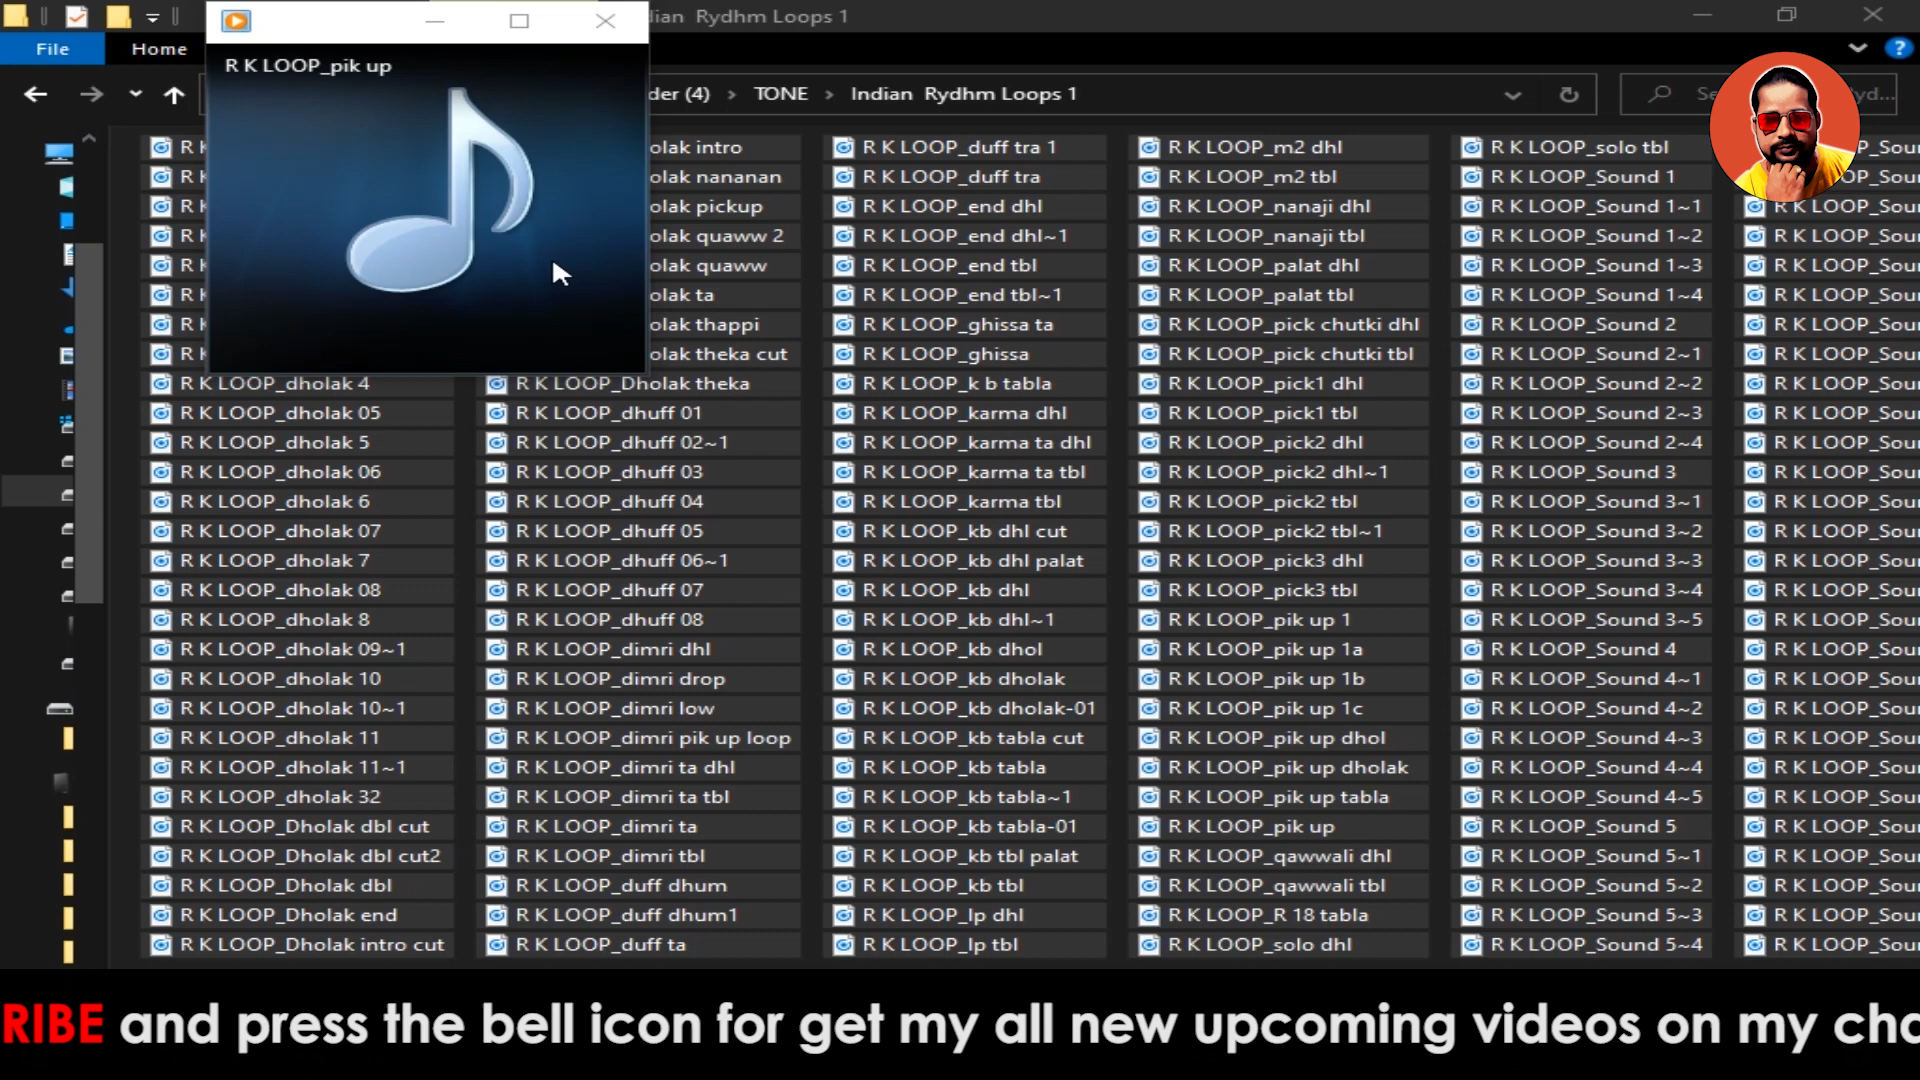 dian Rydhm Loops 1
File
Home
R K LOOP_pik up
der (4) > TONE > Indian Rydhm Loops 1
olak intro
olak nananan
olak pickup
olak quaww 2
olak quaww
olak ta
olak thappi
olak theka cut
R K LOOP_dholak 4
R K LOOP_dholak 05
R K LOOP_dholak 5
R K LOOP_dholak 06
R K LOOP_dholak 6
R K LOOP_dholak 07
R K LOOP_dholak 7
R K LOOP_dholak 08
R K LOOP_dholak 8
R K LOOP_dholak 09~1
R K LOOP_dholak 10
R K LOOP_dholak 10~1
R K LOOP_dholak 11
R K LOOP_dholak 11~1
R K LOOP_dholak 32
R K LOOP_Dholak dbl cut
R K LOOP_Dholak dbl cut2
R K LOOP_Dholak dbl
R K LOOP_Dholak end
R K LOOP_Dholak intro cut
R K LOOP_Dholak theka
R K LOOP_dhuff 01
R K LOOP_dhuff 02~1
R K LOOP_dhuff 03
R K LOOP_dhuff 04
R K LOOP_dhuff 05
R K LOOP_dhuff 06~1
R K LOOP_dhuff 07
R K LOOP_dhuff 08
R K LOOP_dimri dhl
R K LOOP_dimri drop
R K LOOP_dimri low
R K LOOP_dimri pik up loop
R K LOOP_dimri ta dhl
R K LOOP_dimri ta tbl
R K LOOP_dimri ta
R K LOOP_dimri tbl
R K LOOP_duff dhum
R K LOOP_duff dhum1
R K LOOP_duff ta
R K LOOP_duff tra 1
R K LOOP_duff tra
R K LOOP_end dhl
R K LOOP_end dhl~1
R K LOOP_end tbl
R K LOOP_end tbl~1
R K LOOP_ghissa ta
R K LOOP_ghissa
R K LOOP_k b tabla
R K LOOP_karma dhl
R K LOOP_karma ta dhl
R K LOOP_karma ta tbl
R K LOOP_karma tbl
R K LOOP_kb dhl cut
R K LOOP_kb dhl palat
R K LOOP_kb dhl
R K LOOP_kb dhl~1
R K LOOP_kb dhol
R K LOOP_kb dholak
R K LOOP_kb dholak-01
R K LOOP_kb tabla cut
R K LOOP_kb tabla
R K LOOP_kb tabla~1
R K LOOP_kb tabla-01
R K LOOP_kb tbl palat
R K LOOP_kb tbl
R K LOOP_lp dhl
R K LOOP_lp tbl
R K LOOP_m2 dhl
R K LOOP_m2 tbl
R K LOOP_nanaji dhl
R K LOOP_nanaji tbl
R K LOOP_palat dhl
R K LOOP_palat tbl
R K LOOP_pick chutki dhl
R K LOOP_pick chutki tbl
R K LOOP_pick1 dhl
R K LOOP_pick1 tbl
R K LOOP_pick2 dhl
R K LOOP_pick2 dhl~1
R K LOOP_pick2 tbl
R K LOOP_pick2 tbl~1
R K LOOP_pick3 dhl
R K LOOP_pick3 tbl
R K LOOP_pik up 1
R K LOOP_pik up 1a
R K LOOP_pik up 1b
R K LOOP_pik up 1c
R K LOOP_pik up dhol
R K LOOP_pik up dholak
R K LOOP_pik up tabla
R K LOOP_pik up
R K LOOP_qawwali dhl
R K LOOP_qawwali tbl
R K LOOP_R 18 tabla
R K LOOP_solo dhl
R K LOOP_solo tbl
R K LOOP_Sound 1
R K LOOP_Sound 1~1
R K LOOP_Sound 1~2
R K LOOP_Sound 1~3
R K LOOP_Sound 1~4
R K LOOP_Sound 2
R K LOOP_Sound 2~1
R K LOOP_Sound 2~2
R K LOOP_Sound 2~3
R K LOOP_Sound 2~4
R K LOOP_Sound 3
R K LOOP_Sound 3~1
R K LOOP_Sound 3~2
R K LOOP_Sound 3~3
R K LOOP_Sound 3~4
R K LOOP_Sound 3~5
R K LOOP_Sound 4
R K LOOP_Sound 4~1
R K LOOP_Sound 4~2
R K LOOP_Sound 4~3
R K LOOP_Sound 4~4
R K LOOP_Sound 4~5
R K LOOP_Sound 5
R K LOOP_Sound 5~1
R K LOOP_Sound 5~2
R K LOOP_Sound 5~3
R K LOOP_Sound 5~4
RIBE and press the bell icon for get my all new upcoming videos on my cha